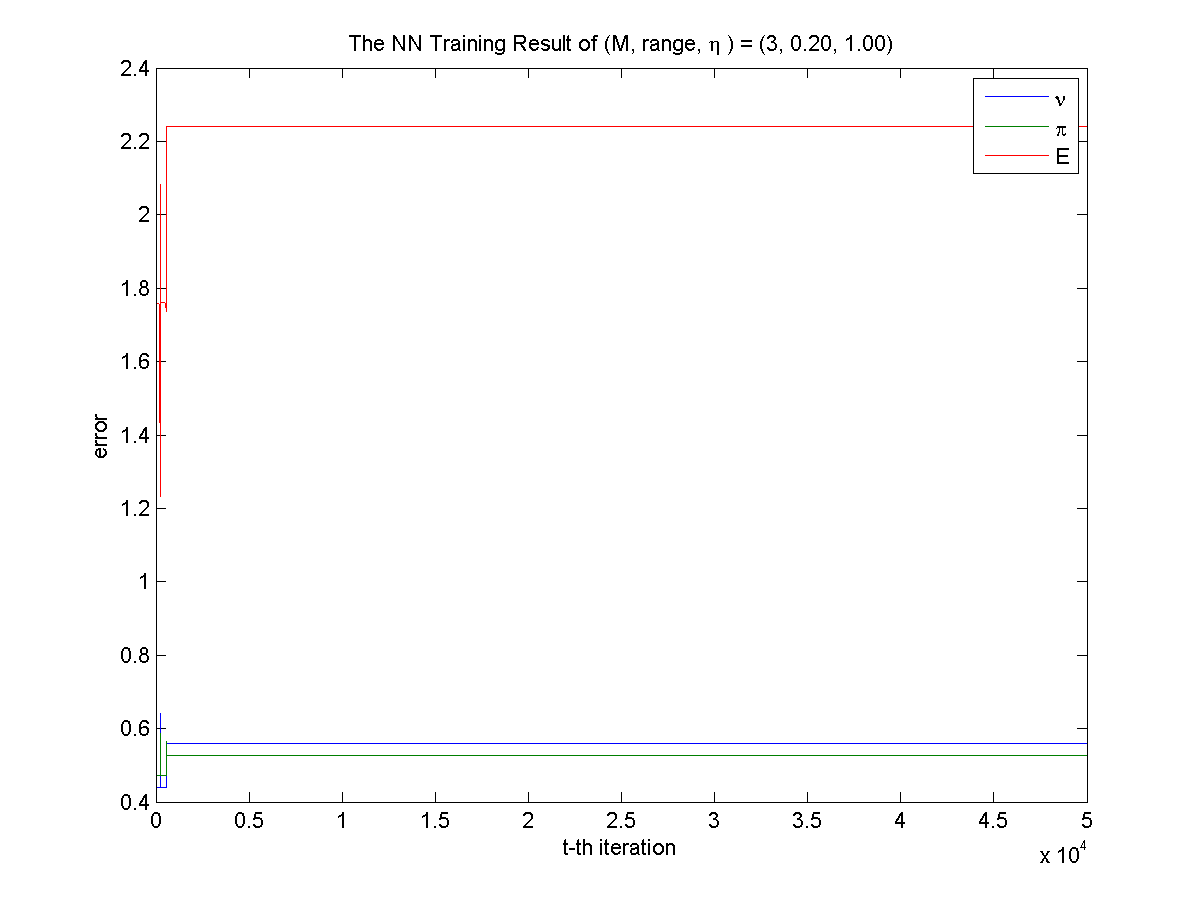 The NN Training Result of (M, range, η ) = (3, 0.20, 1.00)
2.4
2.2
2
1.8
1.6
1.4
1.2
1
0.8
0.6
0.4
error
ν
π
E
0 0.5 1 1.5 2 2.5 3 3.5 4 4.5 5
t-th iteration
x 10⁴